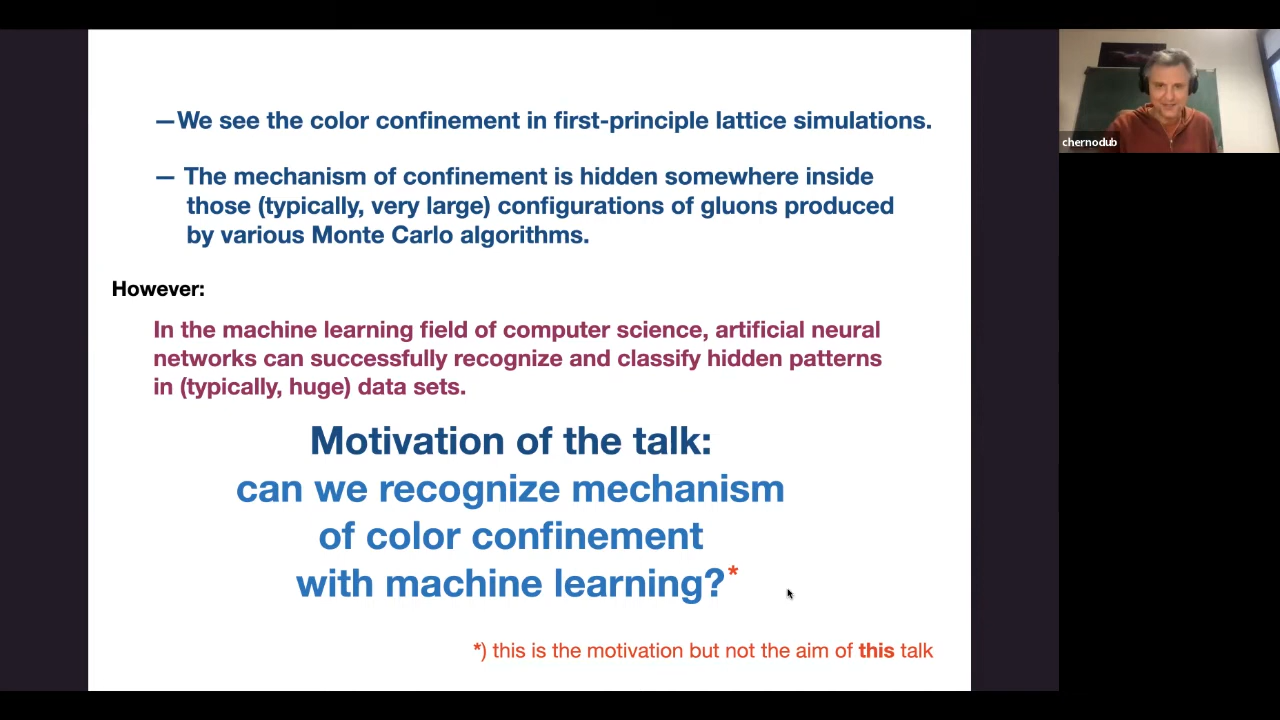 —We see the color confinement in first-principle lattice simulations.
— The mechanism of confinement is hidden somewhere inside
those (typically, very large) configurations of gluons produced
by various Monte Carlo algorithms.
However:
In the machine learning field of computer science, artificial neural
networks can successfully recognize and classify hidden patterns
in (typically, huge) data sets.
Motivation of the talk:
can we recognize mechanism
of color confinement
with machine learning?*
*) this is the motivation but not the aim of this talk
chernodub